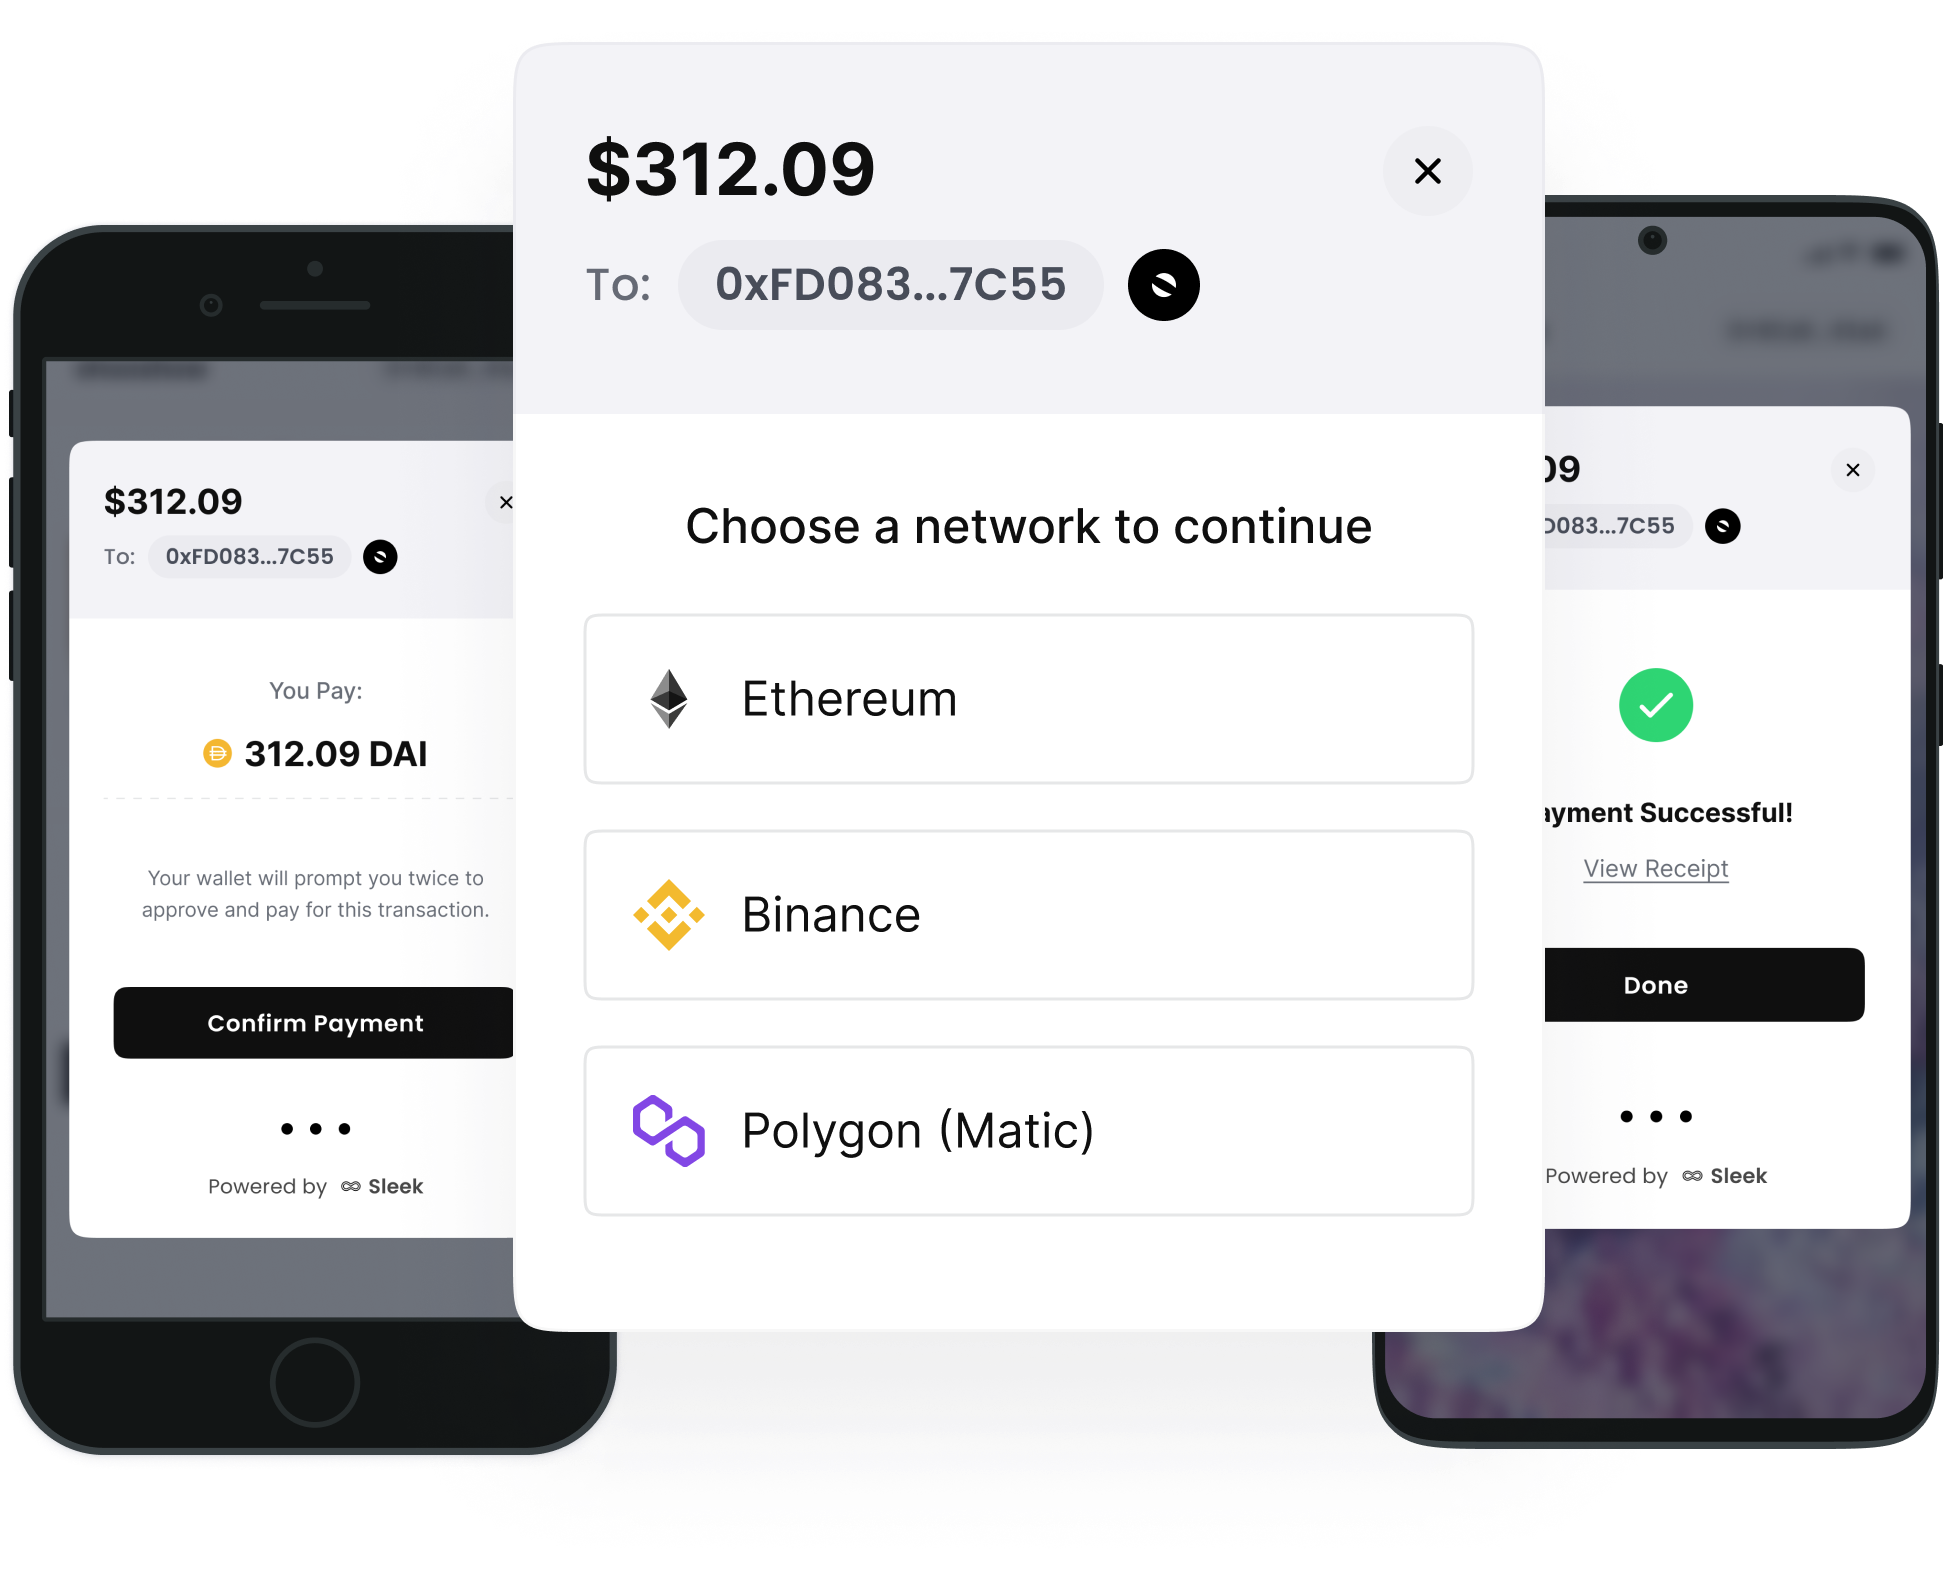 $312.09
To: 0xFD083...7C55
Choose a network to continue
Ethereum
Binance
Polygon (Matic)
$312.09
To: 0xFD083...7C55
You Pay:
312.09 DAI
Your wallet will prompt you twice to
approve and pay for this transaction.
Confirm Payment
Powered by Sleek
09
D083...7C55
ayment Successful!
View Receipt
Done
Powered by Sleek